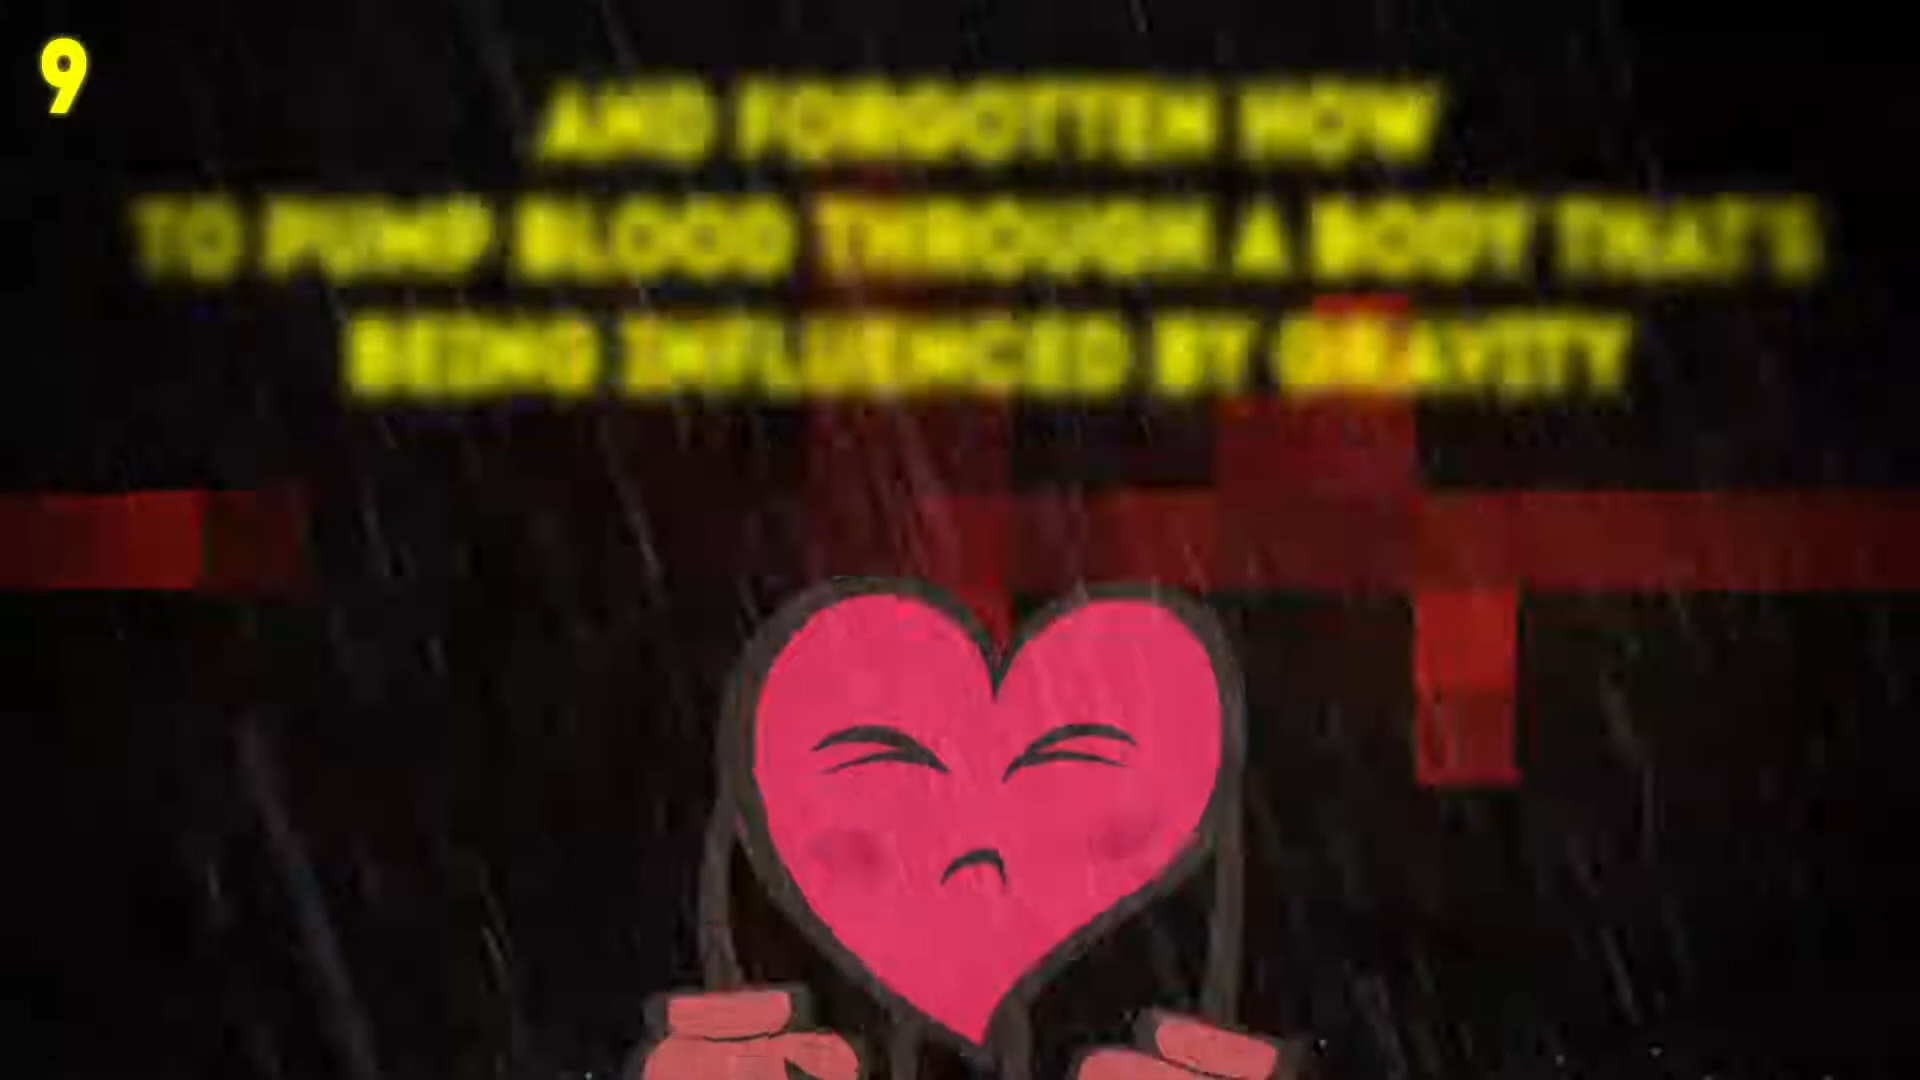 9
AND FORGOTTEN HOW
TO PUMP BLOOD THROUGH A BODY THAT'S
BEING INFLUENCED BY GRAVITY